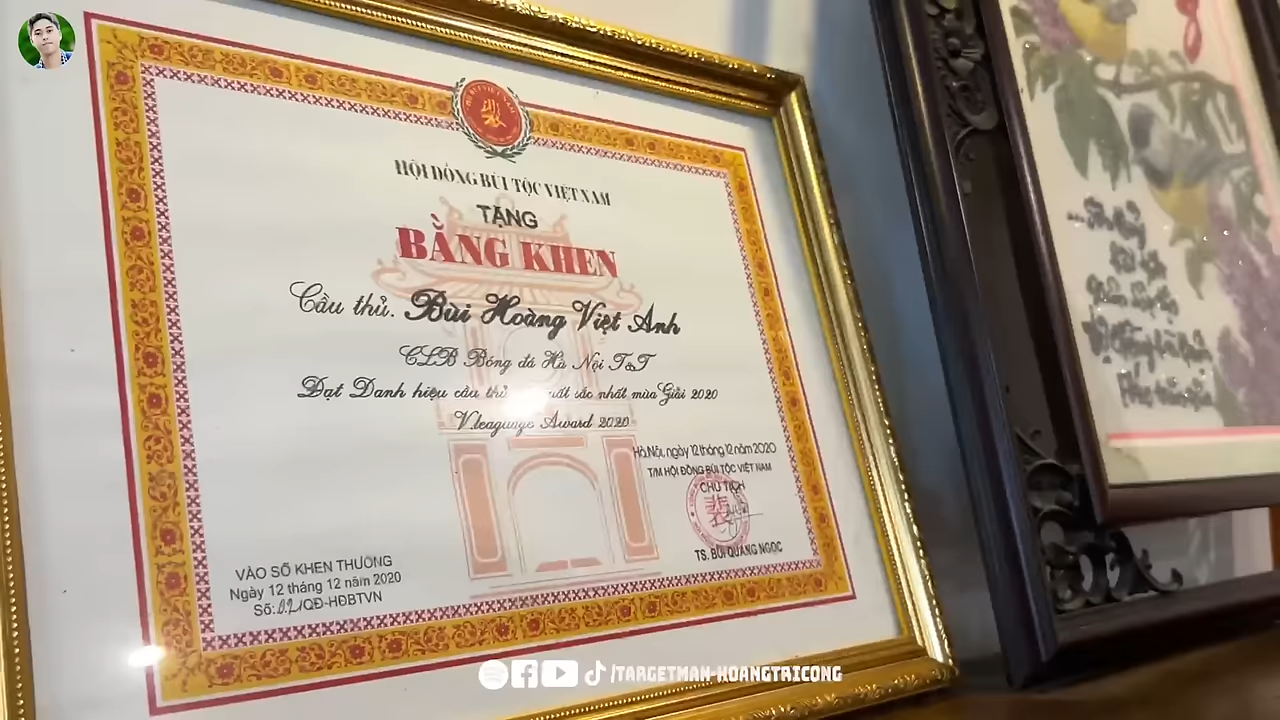 HỘI ĐỒNG BÙI TỘC VIỆT NAM
TẶNG
BẰNG KHEN
Cầu thủ. Bùi Hoàng Việt Anh
CLB Bóng đá Hà Nội T&T
Đạt Danh hiệu cầu thủ sắc nhất mùa Giải 2020
V.leaguage Award 2020
Hà Nội, ngày 12 tháng 12 năm 2020
T/M HỘI ĐỒNG BÙI TỘC VIỆT NAM
CHỦ TỊCH
TS. BÙI QUANG NGỌC
VÀO SỔ KHEN THƯỞNG
Ngày 12 tháng 12 năm 2020
Số: /QĐ-HĐBTVN
/TARGETMAN-HOANGTRICONG